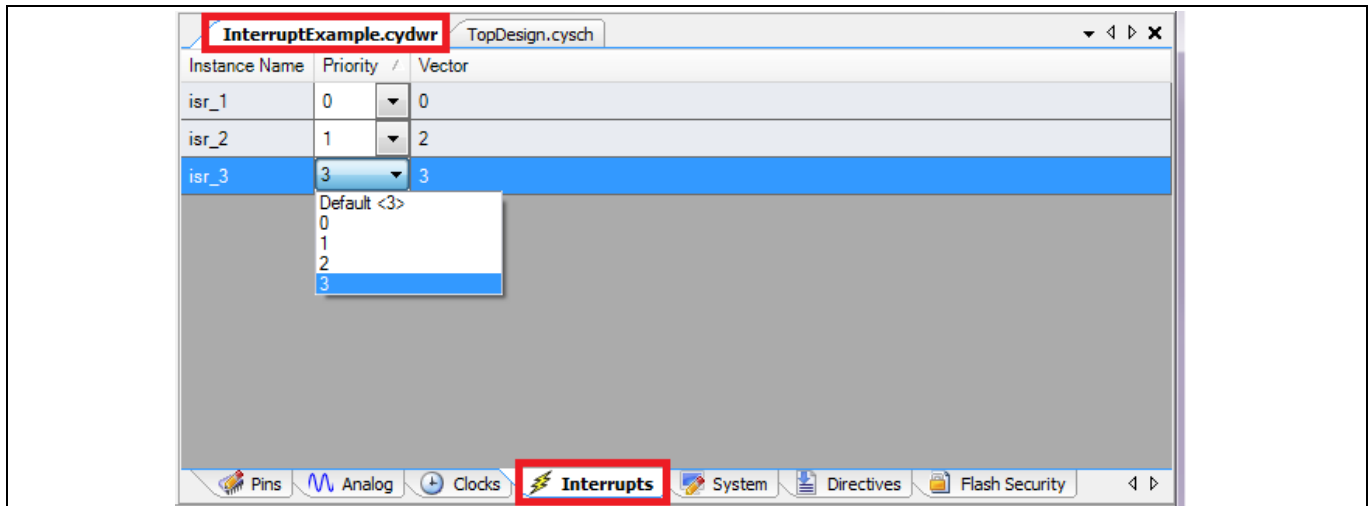 InterruptExample.cydwr TopDesign.cysch
Instance Name Priority / Vector
isr_1 0 0
isr_2 1 2
isr_3 3 3
Default <3>
0
1
2
3
Pins Analog Clocks Interrupts System Directives Flash Security